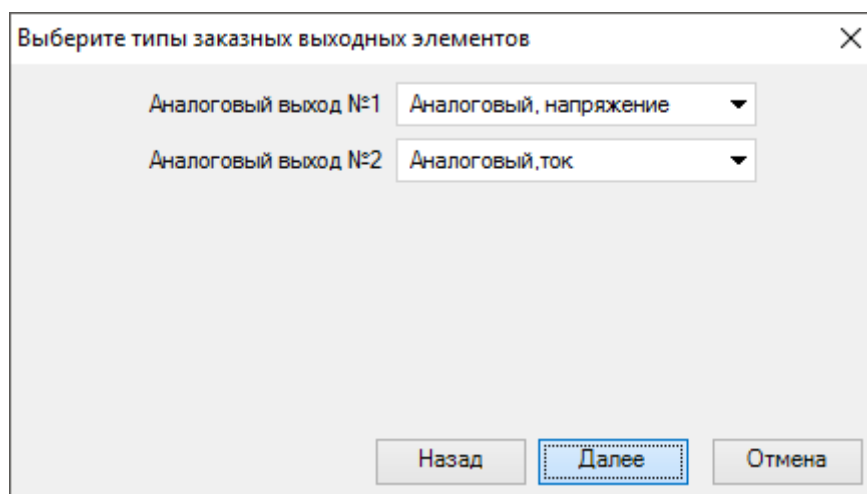 Выберите типы заказных выходных элементов
Аналоговый выход №1 Аналоговый, напряжение
Аналоговый выход №2 Аналоговый,ток
Назад Далее Отмена